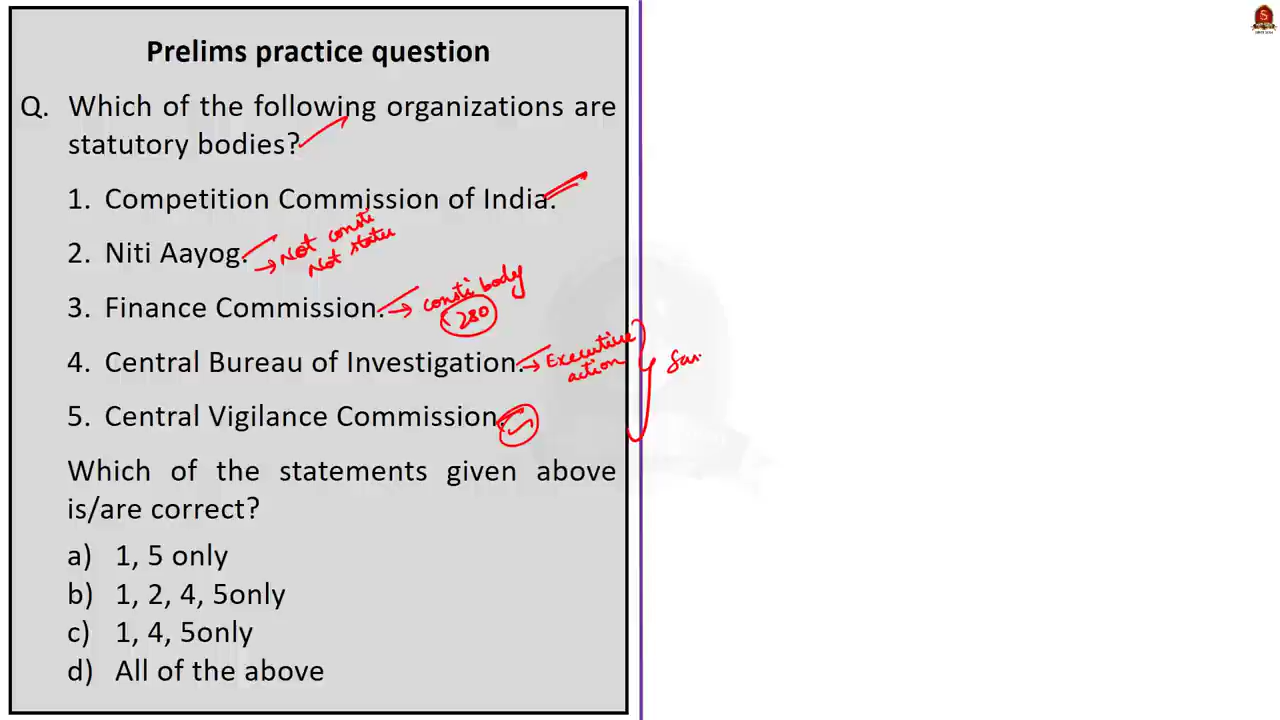 Prelims practice question
Q. Which of the following organizations are
statutory bodies?
1. Competition Commission of India.
2. Niti Aayog.
→ Not consti
Not statu
3. Finance Commission.
→ consti body
280
4. Central Bureau of Investigation.
→ Executive
action
5. Central Vigilance Commission.
Which of the statements given above
is/are correct?
a) 1, 5 only
b) 1, 2, 4, 5only
c) 1, 4, 5only
d) All of the above